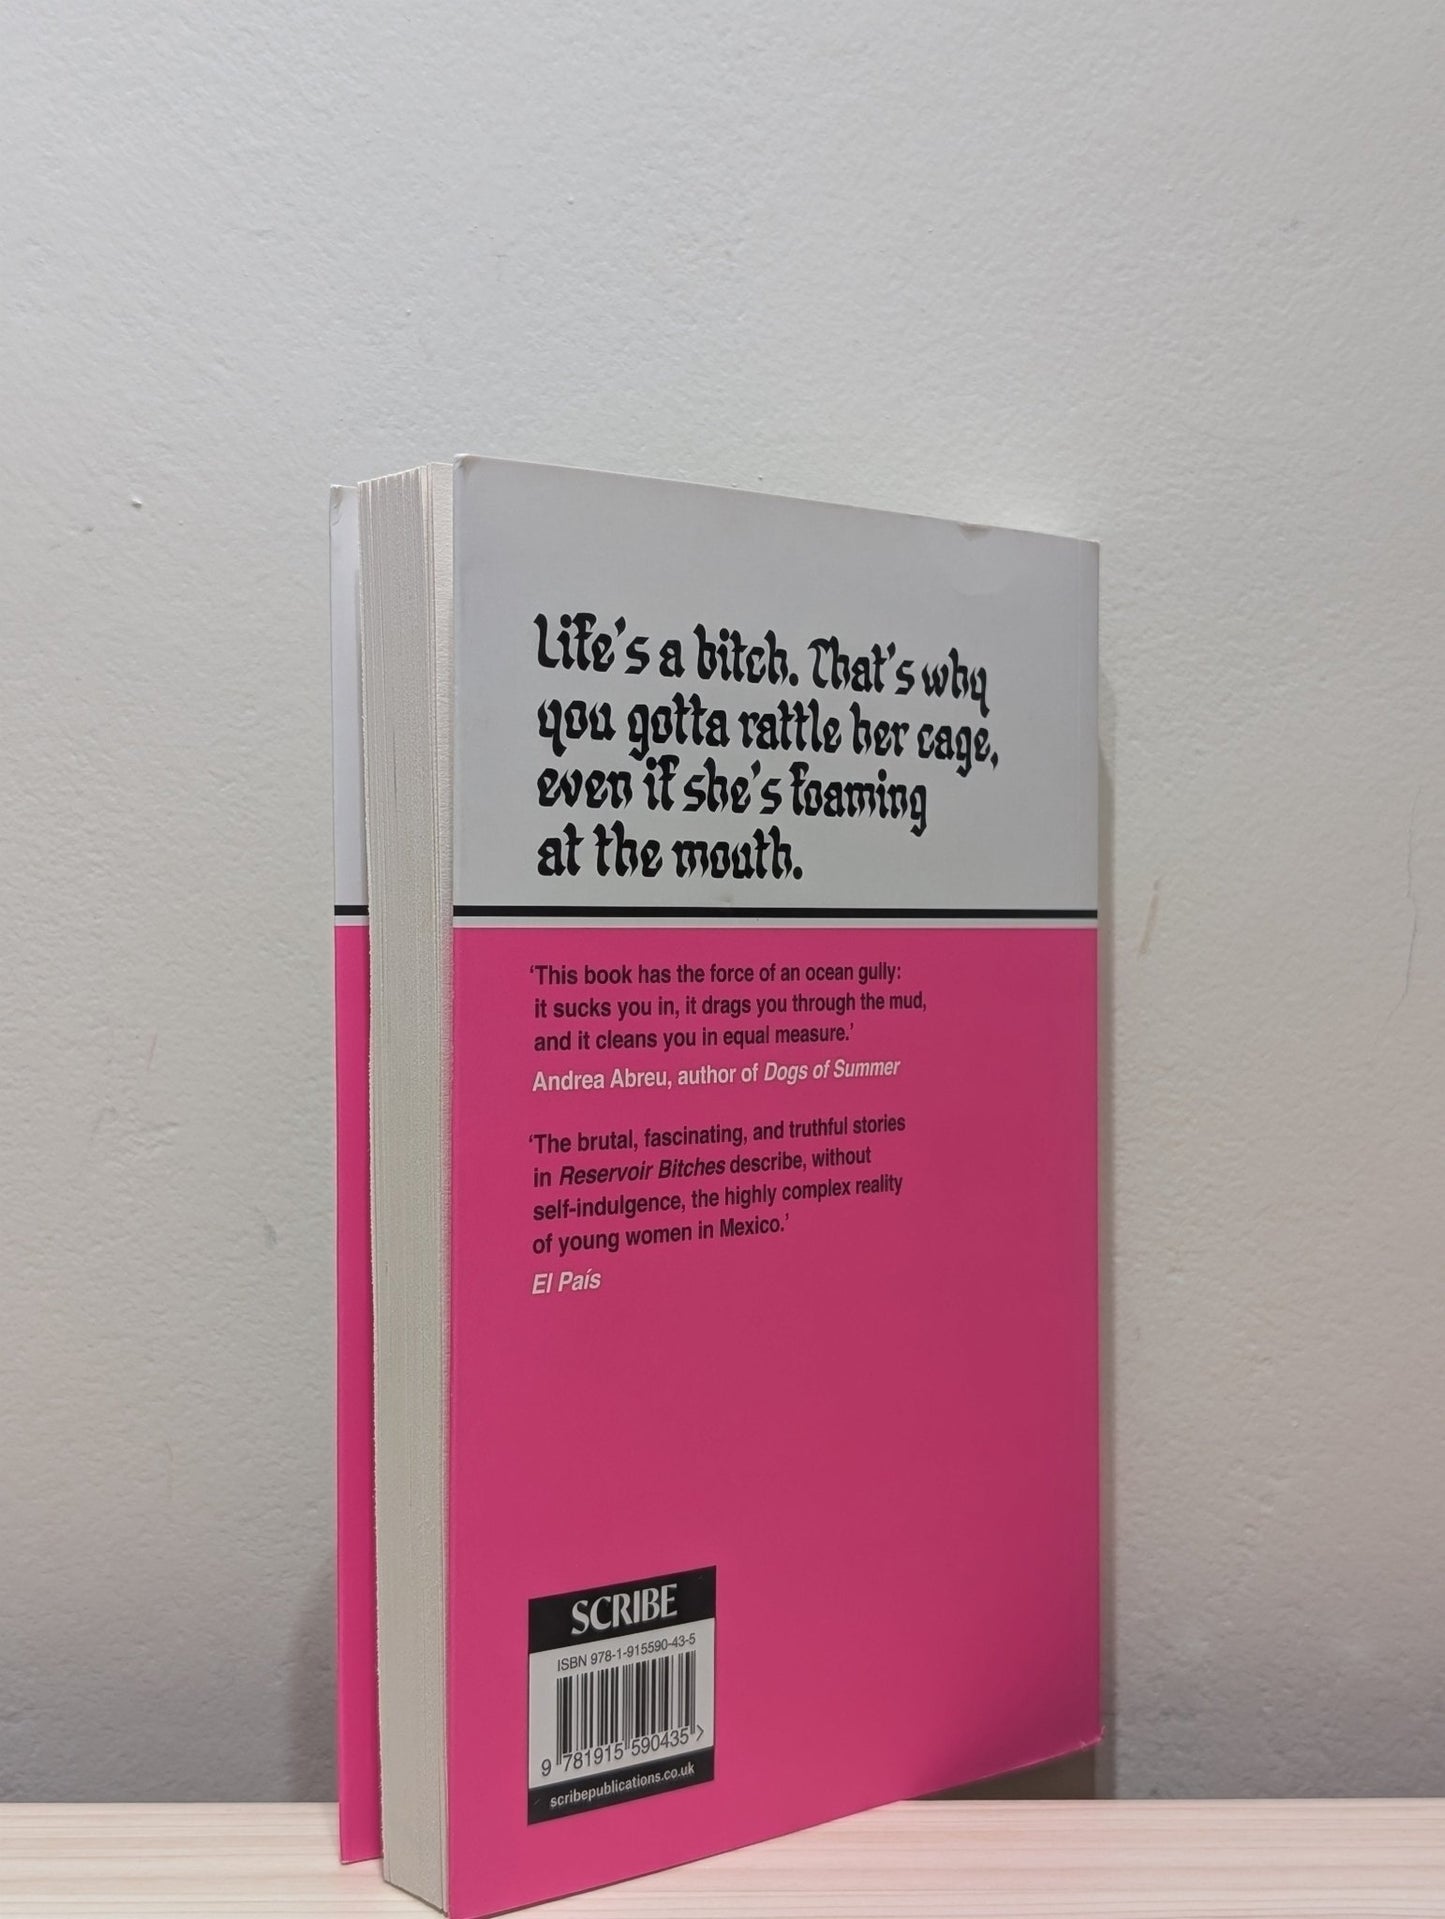 Life's a bitch. That's why
you gotta rattle her cage,
even if she's foaming
at the mouth.
‘This book has the force of an ocean gully:
it sucks you in, it drags you through the mud,
and it cleans you in equal measure.’
Andrea Abreu, author of Dogs of Summer
‘The brutal, fascinating, and truthful stories
in Reservoir Bitches describe, without
self-indulgence, the highly complex reality
of young women in Mexico.’
El País
SCRIBE
ISBN 978-1-915590-43-5
9 781915 590435 >
scribepublications.co.uk